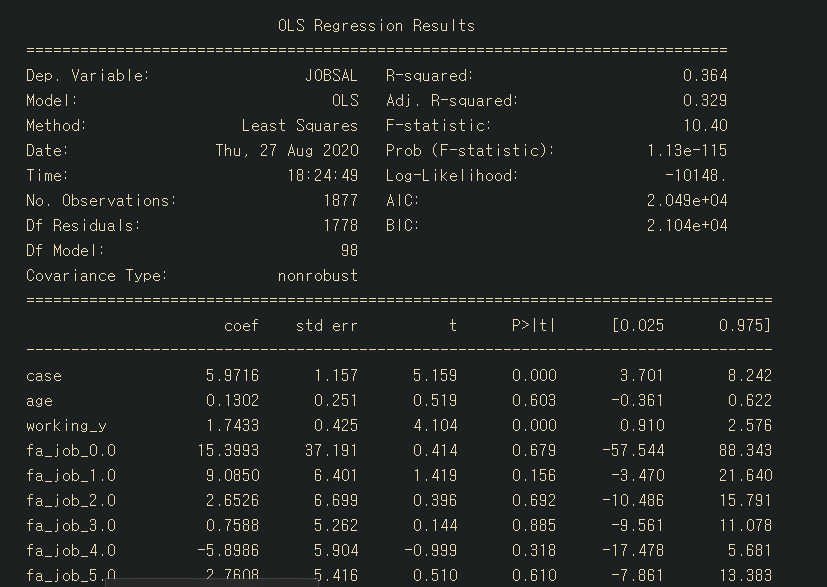 OLS Regression Results
==============================================================================
Dep. Variable: JOBSAL R-squared: 0.364
Model: OLS Adj. R-squared: 0.329
Method: Least Squares F-statistic: 10.40
Date: Thu, 27 Aug 2020 Prob (F-statistic): 1.13e-115
Time: 18:24:49 Log-Likelihood: -10148.
No. Observations: 1877 AIC: 2.049e+04
Df Residuals: 1778 BIC: 2.104e+04
Df Model: 98
Covariance Type: nonrobust
===================================================================================
coef std err t P>|t| [0.025 0.975]
-----------------------------------------------------------------------------------
case 5.9716 1.157 5.159 0.000 3.701 8.242
age 0.1302 0.251 0.519 0.603 -0.361 0.622
working_y 1.7433 0.425 4.104 0.000 0.910 2.576
fa_job_0.0 15.3993 37.191 0.414 0.679 -57.544 88.343
fa_job_1.0 9.0850 6.401 1.419 0.156 -3.470 21.640
fa_job_2.0 2.6526 6.699 0.396 0.692 -10.486 15.791
fa_job_3.0 0.7588 5.262 0.144 0.885 -9.561 11.078
fa_job_4.0 -5.8986 5.904 -0.999 0.318 -17.478 5.681
fa_job_5.0 2.7608 5.416 0.510 0.610 -7.861 13.383